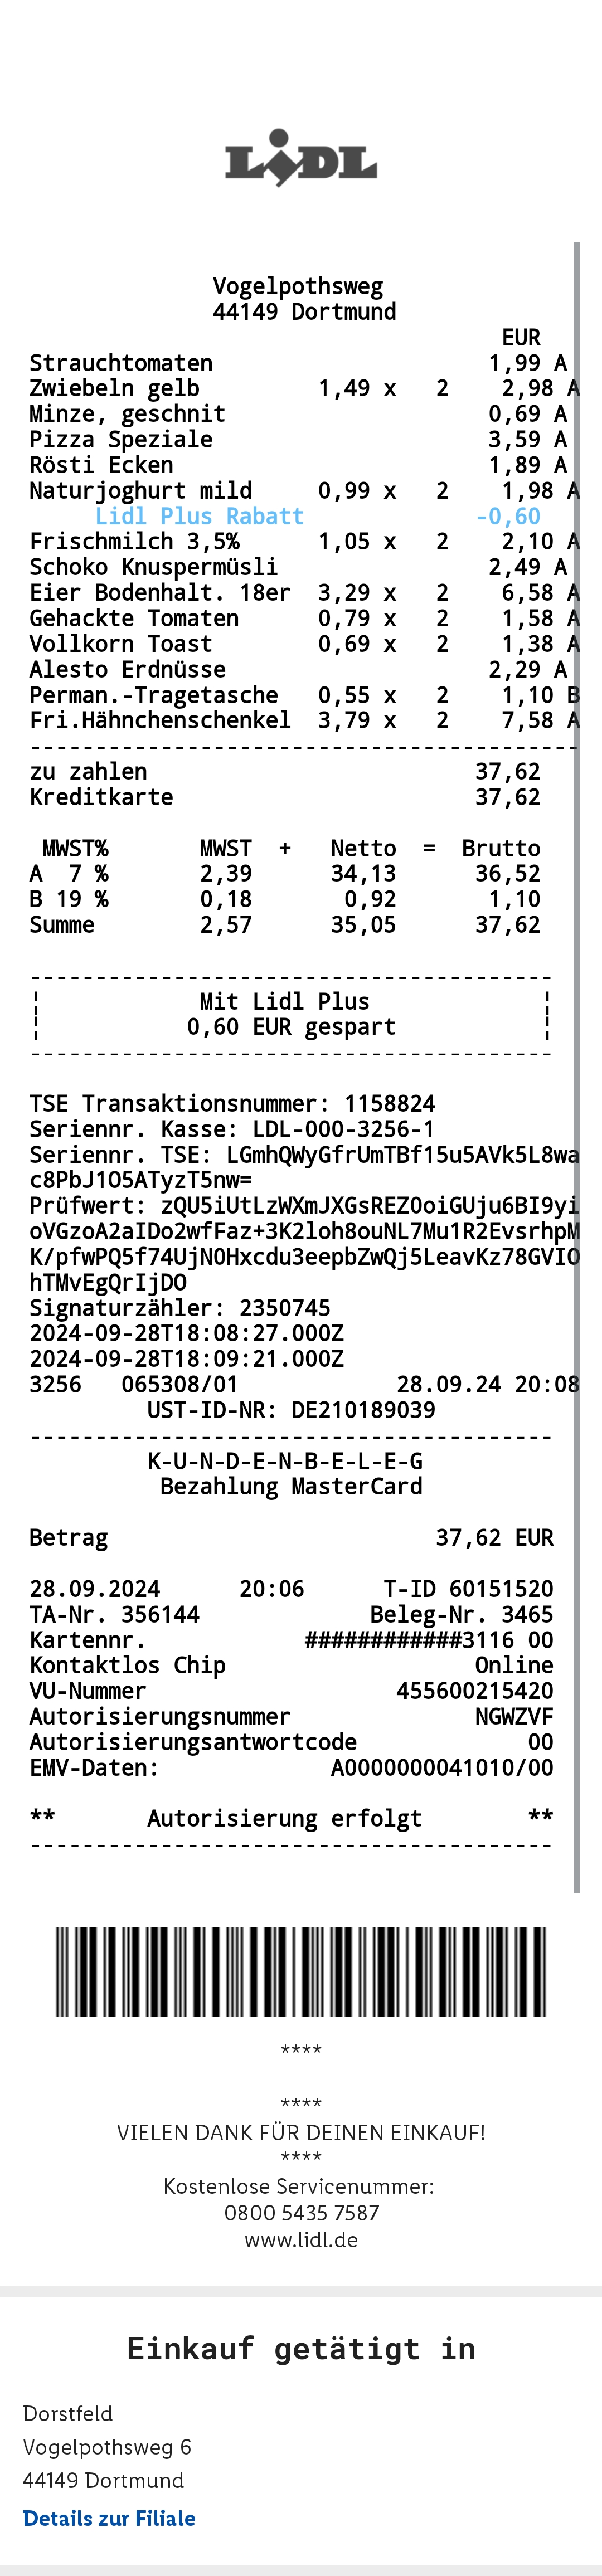 LIDL
Vogelpothsweg
44149 Dortmund
EUR
Strauchtomaten 1,99 A
Zwiebeln gelb 1,49 x 2 2,98 A
Minze, geschnit 0,69 A
Pizza Speziale 3,59 A
Rösti Ecken 1,89 A
Naturjoghurt mild 0,99 x 2 1,98 A
Lidl Plus Rabatt -0,60
Frischmilch 3,5% 1,05 x 2 2,10 A
Schoko Knuspermüsli 2,49 A
Eier Bodenhalt. 18er 3,29 x 2 6,58 A
Gehackte Tomaten 0,79 x 2 1,58 A
Vollkorn Toast 0,69 x 2 1,38 A
Alesto Erdnüsse 2,29 A
Perman.-Tragetasche 0,55 x 2 1,10 B
Fri.Hähnchenschenkel 3,79 x 2 7,58 A
------------------------------------------
zu zahlen 37,62
Kreditkarte 37,62
MWST% MWST + Netto = Brutto
A 7 % 2,39 34,13 36,52
B 19 % 0,18 0,92 1,10
Summe 2,57 35,05 37,62
----------------------------------------
¦ Mit Lidl Plus ¦
¦ 0,60 EUR gespart ¦
----------------------------------------
TSE Transaktionsnummer: 1158824
Seriennr. Kasse: LDL-000-3256-1
Seriennr. TSE: LGmhQWyGfrUmTBf15u5AVk5L8wa
c8PbJ1O5ATyzT5nw=
Prüfwert: zQU5iUtLzWXmJXGsREZ0oiGUju6BI9yi
oVGzoA2aIDo2wfFaz+3K2loh8ouNL7Mu1R2EvsrhpM
K/pfwPQ5f74UjN0Hxcdu3eepbZwQj5LeavKz78GVIO
hTMvEgQrIjDO
Signaturzähler: 2350745
2024-09-28T18:08:27.000Z
2024-09-28T18:09:21.000Z
3256 065308/01 28.09.24 20:08
UST-ID-NR: DE210189039
----------------------------------------
K-U-N-D-E-N-B-E-L-E-G
Bezahlung MasterCard
Betrag 37,62 EUR
28.09.2024 20:06 T-ID 60151520
TA-Nr. 356144 Beleg-Nr. 3465
Kartennr. ############3116 00
Kontaktlos Chip Online
VU-Nummer 455600215420
Autorisierungsnummer NGWZVF
Autorisierungsantwortcode 00
EMV-Daten: A0000000041010/00
** Autorisierung erfolgt **
----------------------------------------
****
****
VIELEN DANK FÜR DEINEN EINKAUF!
****
Kostenlose Servicenummer:
0800 5435 7587
www.lidl.de
Einkauf getätigt in
Dorstfeld
Vogelpothsweg 6
44149 Dortmund
Details zur Filiale